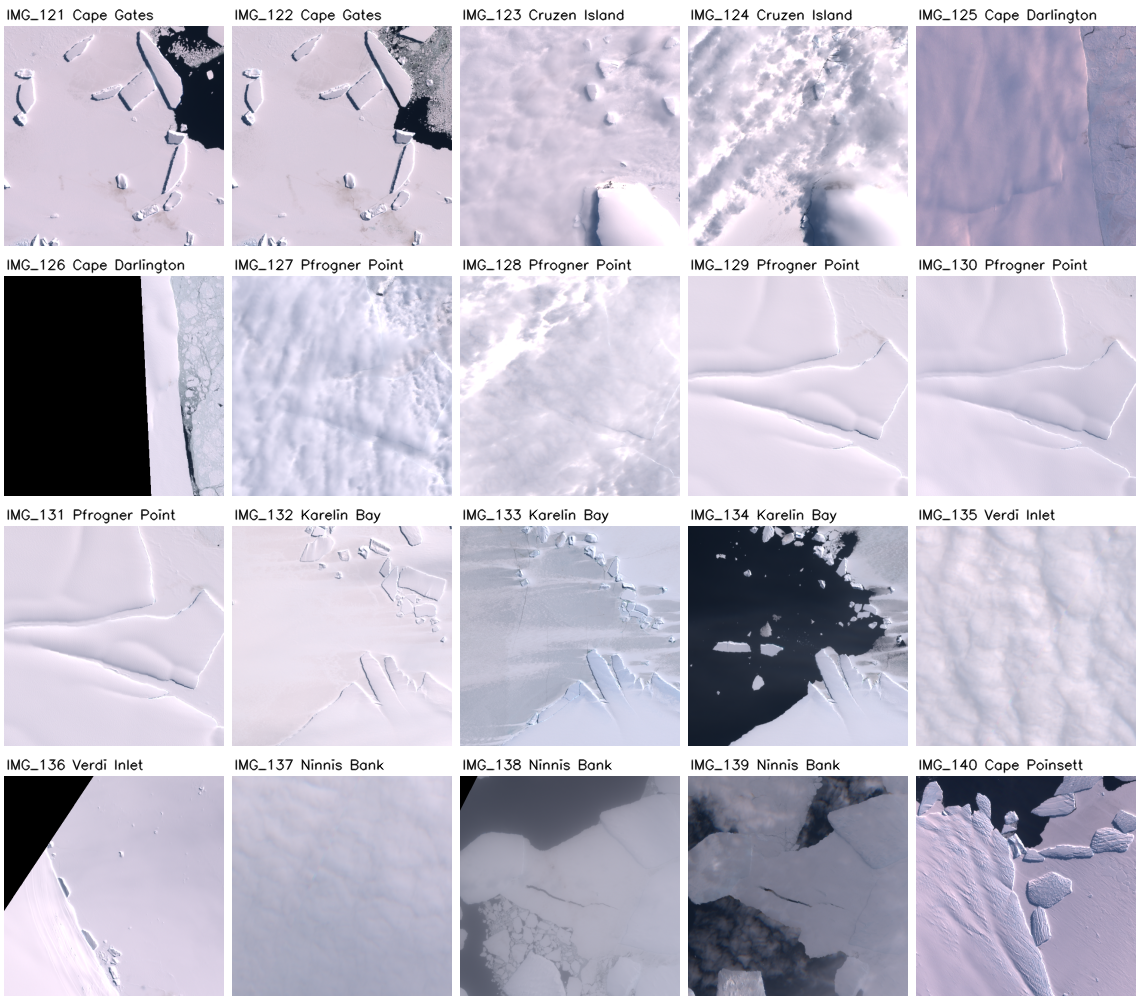 IMG_121 Cape Gates
IMG_122 Cape Gates
IMG_123 Cruzen Island
IMG_124 Cruzen Island
IMG_125 Cape Darlington
IMG_126 Cape Darlington
IMG_127 Pfrogner Point
IMG_128 Pfrogner Point
IMG_129 Pfrogner Point
IMG_130 Pfrogner Point
IMG_131 Pfrogner Point
IMG_132 Karelin Bay
IMG_133 Karelin Bay
IMG_134 Karelin Bay
IMG_135 Verdi Inlet
IMG_136 Verdi Inlet
IMG_137 Ninnis Bank
IMG_138 Ninnis Bank
IMG_139 Ninnis Bank
IMG_140 Cape Poinsett